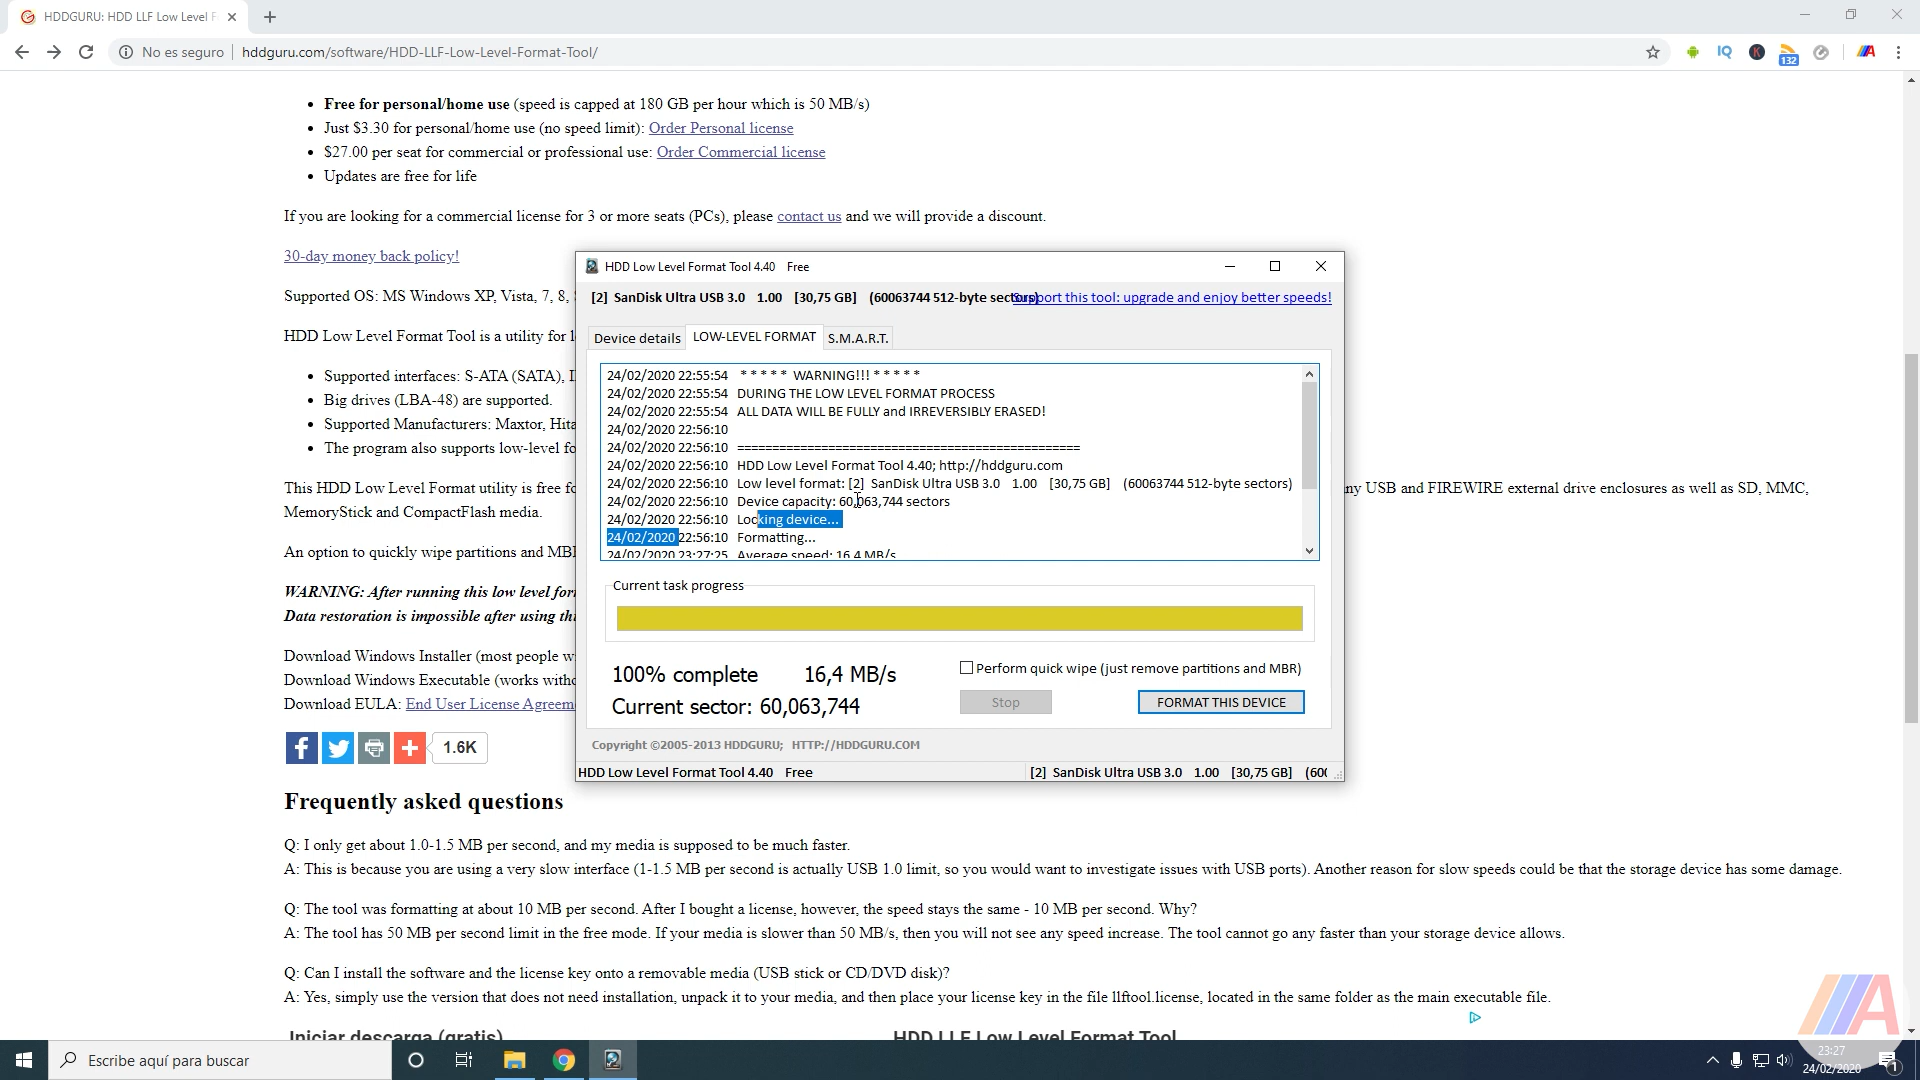 HDDGURU: HDD LLF Low Level F
No es seguro
hddguru.com/software/HDD-LLF-Low-Level-Format-Tool/
IQ
K
132
Free for personal/home use (speed is capped at 180 GB per hour which is 50 MB/s)
Just $3.30 for personal/home use (no speed limit): Order Personal license
$27.00 per seat for commercial or professional use: Order Commercial license
Updates are free for life
If you are looking for a commercial license for 3 or more seats (PCs), please contact us and we will provide a discount.
30-day money back policy!
Supported OS: MS Windows XP, Vista, 7, 8,
HDD Low Level Format Tool is a utility for
Supported interfaces: S-ATA (SATA),
Big drives (LBA-48) are supported.
Supported Manufacturers: Maxtor, Hita
The program also supports low-level fo
This HDD Low Level Format utility is free fo
ny USB and FIREWIRE external drive enclosures as well as SD, MMC,
MemoryStick and CompactFlash media.
An option to quickly wipe partitions and MB
WARNING: After running this low level for
Data restoration is impossible after using th
Download Windows Installer (most people w
Download Windows Executable (works witho
Download EULA: End User License Agreem
1.6K
Frequently asked questions
Q: I only get about 1.0-1.5 MB per second, and my media is supposed to be much faster.
A: This is because you are using a very slow interface (1-1.5 MB per second is actually USB 1.0 limit, so you would want to investigate issues with USB ports). Another reason for slow speeds could be that the storage device has some damage.
Q: The tool was formatting at about 10 MB per second. After I bought a license, however, the speed stays the same - 10 MB per second. Why?
A: The tool has 50 MB per second limit in the free mode. If your media is slower than 50 MB/s, then you will not see any speed increase. The tool cannot go any faster than your storage device allows.
Q: Can I install the software and the license key onto a removable media (USB stick or CD/DVD disk)?
A: Yes, simply use the version that does not need installation, unpack it to your media, and then place your license key in the file llftool.license, located in the same folder as the main executable file.
Iniciar descarga (gratis)
HDD LLF Low Level Format Tool
HDD Low Level Format Tool 4.40 Free
[2] SanDisk Ultra USB 3.0 1.00 [30,75 GB] (60063744 512-byte sectors)
Support this tool: upgrade and enjoy better speeds!
Device details
LOW-LEVEL FORMAT
S.M.A.R.T.
24/02/2020 22:55:54 * * * * * WARNING!!! * * * * *
24/02/2020 22:55:54 DURING THE LOW LEVEL FORMAT PROCESS
24/02/2020 22:55:54 ALL DATA WILL BE FULLY and IRREVERSIBLY ERASED!
24/02/2020 22:56:10
24/02/2020 22:56:10 =================================================
24/02/2020 22:56:10 HDD Low Level Format Tool 4.40; http://hddguru.com
24/02/2020 22:56:10 Low level format: [2] SanDisk Ultra USB 3.0 1.00 [30,75 GB] (60063744 512-byte sectors)
24/02/2020 22:56:10 Device capacity: 60,063,744 sectors
24/02/2020 22:56:10 Locking device...
24/02/2020 22:56:10 Formatting...
24/02/2020 23:27:25 Average speed: 16.4 MB/s
Current task progress
100% complete
16,4 MB/s
Current sector: 60,063,744
Perform quick wipe (just remove partitions and MBR)
Stop
FORMAT THIS DEVICE
Copyright ©2005-2013 HDDGURU; HTTP://HDDGURU.COM
HDD Low Level Format Tool 4.40 Free
[2] SanDisk Ultra USB 3.0 1.00 [30,75 GB] (600
Escribe aquí para buscar
23:27
24/02/2020
1